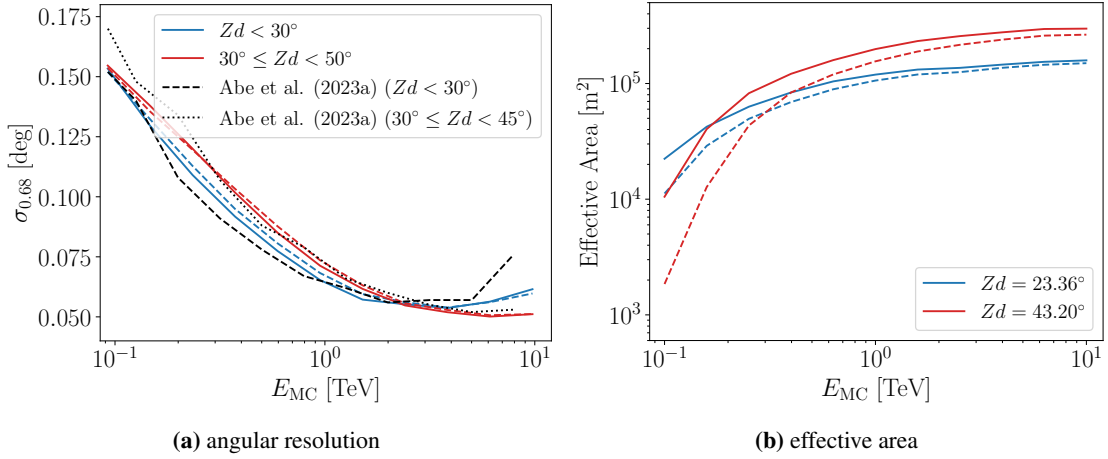 0.175
0.150
0.125
0.100
0.075
0.050
σ0.68 [deg]
Zd < 30°
30° ≤ Zd < 50°
Abe et al. (2023a) (Zd < 30°)
Abe et al. (2023a) (30° ≤ Zd < 45°)
10⁻¹ 10⁰ 10¹
E_MC [TeV]
(a) angular resolution
10⁵
10⁴
10³
Effective Area [m²]
Zd = 23.36°
Zd = 43.20°
10⁻¹ 10⁰ 10¹
E_MC [TeV]
(b) effective area